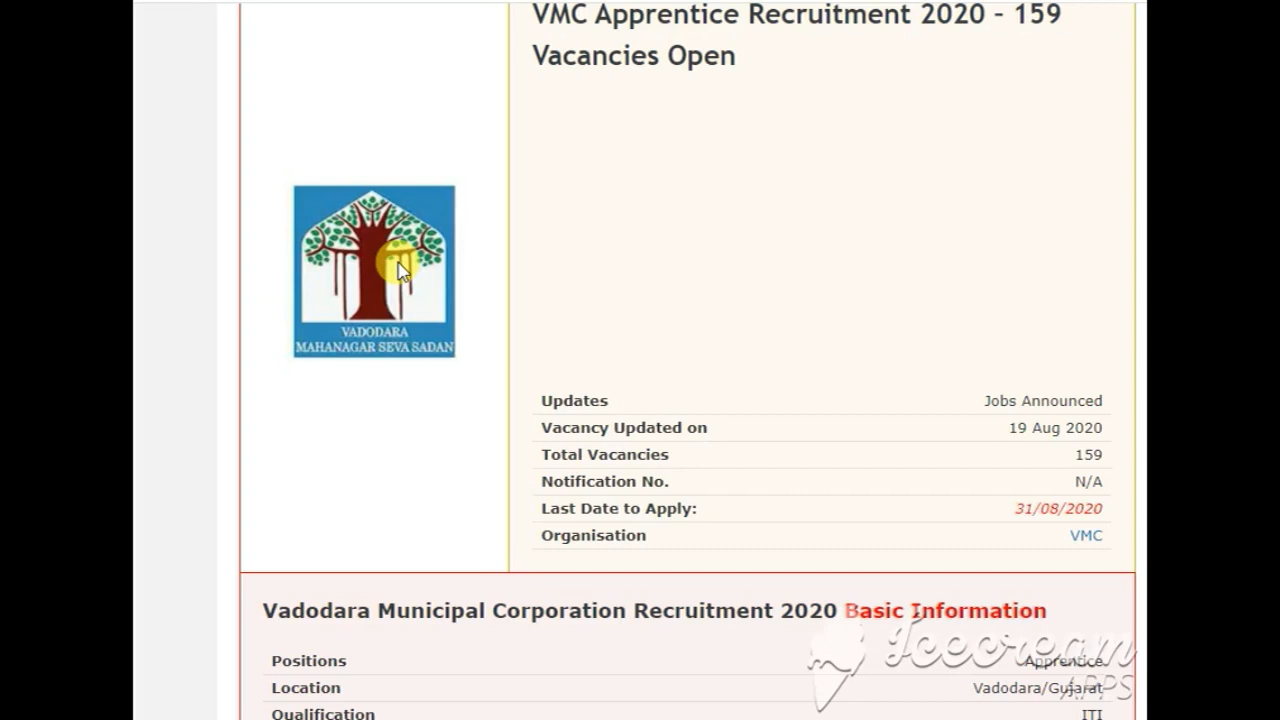 VMC Apprentice Recruitment 2020 - 159
Vacancies Open
VADODARA
MAHANAGAR SEVA SADAN
Updates Jobs Announced
Vacancy Updated on 19 Aug 2020
Total Vacancies 159
Notification No. N/A
Last Date to Apply: 31/08/2020
Organisation VMC
Vadodara Municipal Corporation Recruitment 2020 Basic Information
Positions Apprentice
Location Vadodara/Gujarat
Qualification ITI
Icecream
APPS